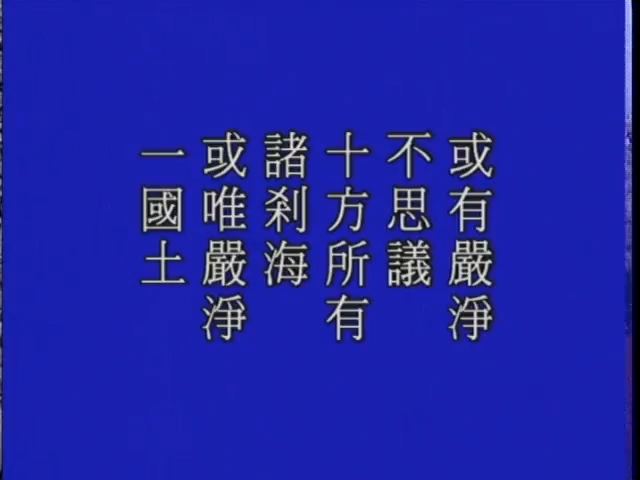 或有嚴淨
不思議
十方所有
諸剎海
或唯嚴淨
一國土